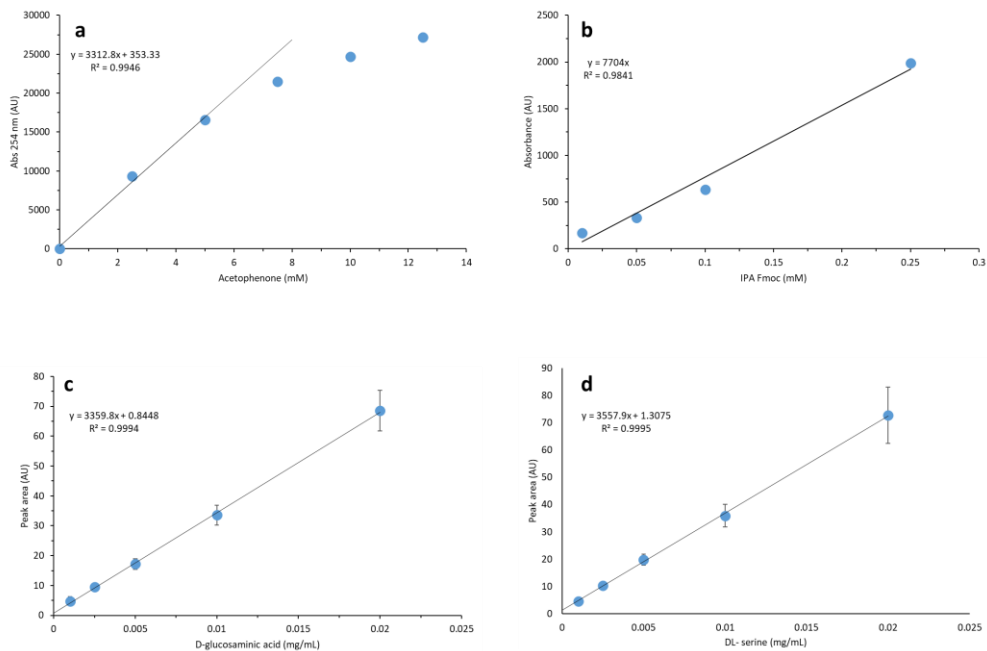 a
30000
25000
20000
15000
10000
5000
0
y = 3312.8x + 353.33
R² = 0.9946
Abs 254 nm (AU)
0 2 4 6 8 10 12 14
Acetophenone (mM)
b
2500
2000
1500
1000
500
0
y = 7704x
R² = 0.9841
Absorbance (AU)
0 0.05 0.1 0.15 0.2 0.25 0.3
IPA Fmoc (mM)
c
80
70
60
50
40
30
20
10
0
y = 3359.8x + 0.8448
R² = 0.9994
Peak area (AU)
0 0.005 0.01 0.015 0.02 0.025
D-glucosaminic acid (mg/mL)
d
90
80
70
60
50
40
30
20
10
0
y = 3557.9x + 1.3075
R² = 0.9995
Peak area (AU)
0 0.005 0.01 0.015 0.02 0.025
DL- serine (mg/mL)